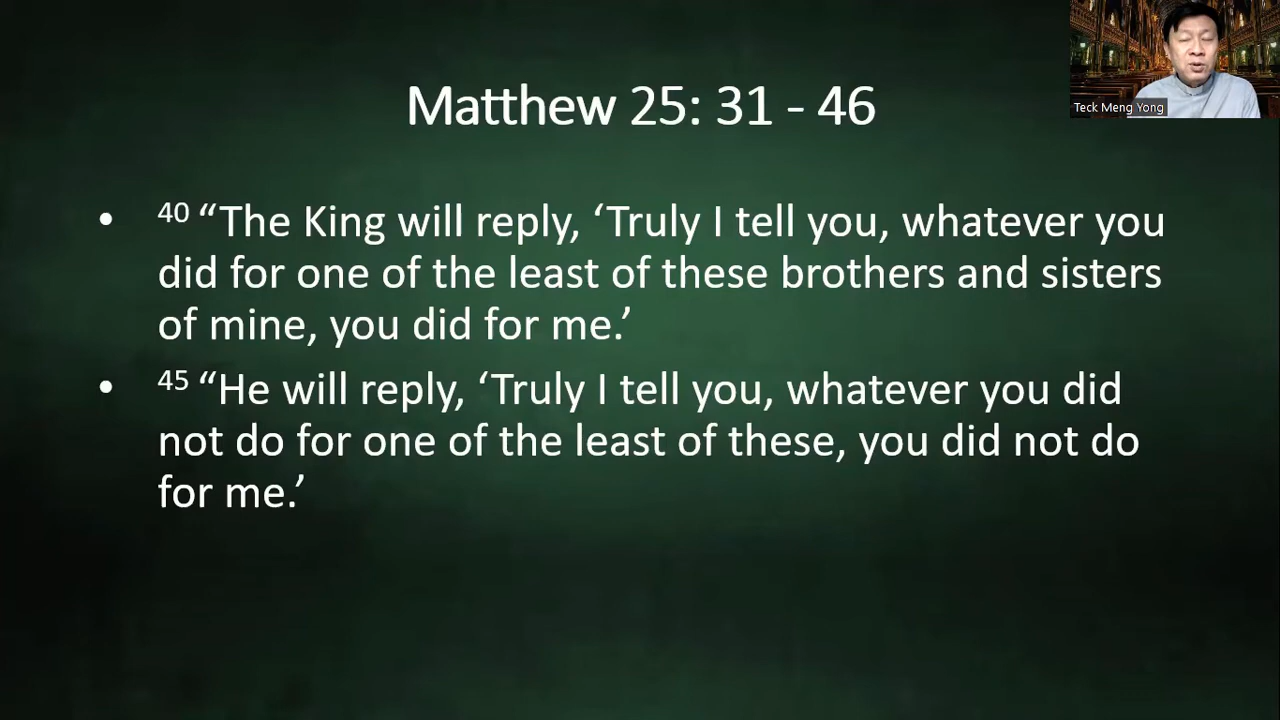 Matthew 25: 31 - 46
Teck Meng Yong
• 40 “The King will reply, ‘Truly I tell you, whatever you
did for one of the least of these brothers and sisters
of mine, you did for me.’
• 45 “He will reply, ‘Truly I tell you, whatever you did
not do for one of the least of these, you did not do
for me.’